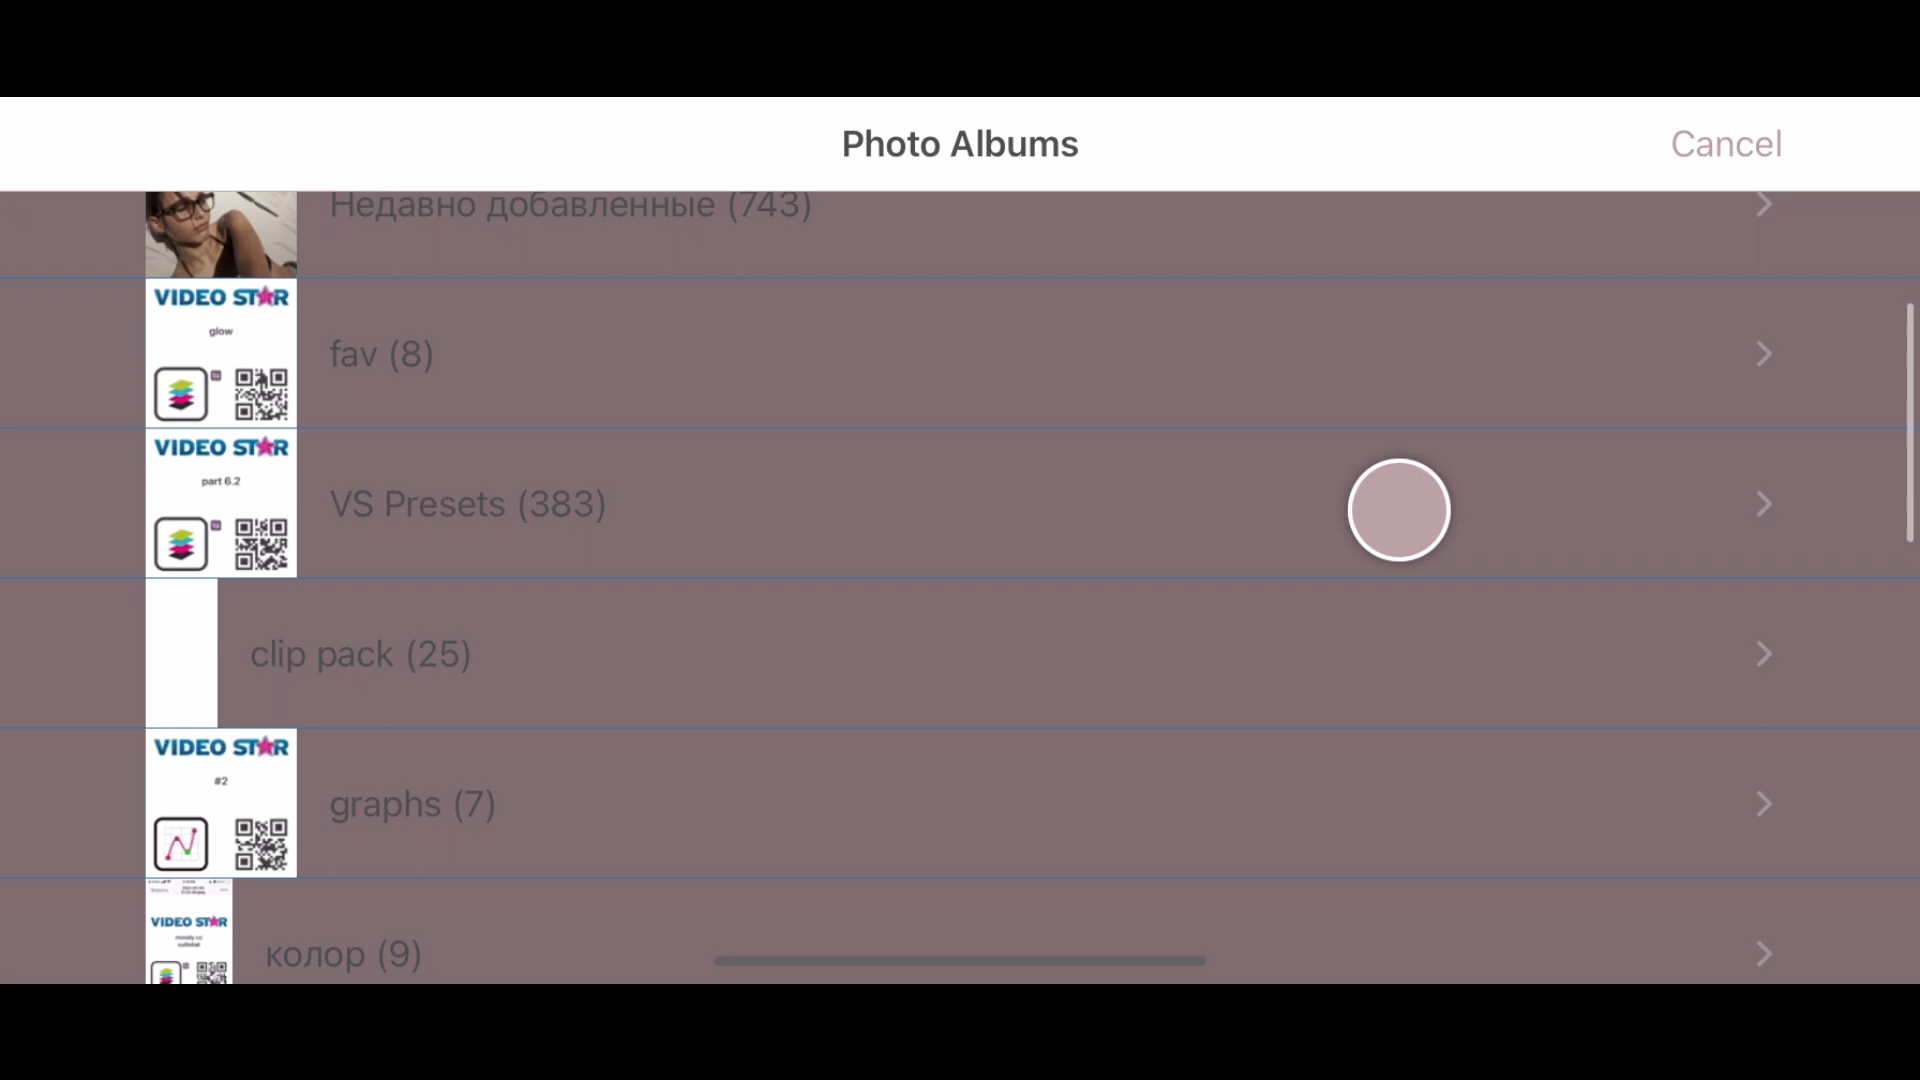 Photo Albums
Cancel
Недавно добавленные (743)
VIDEO STAR
glow
fav (8)
VIDEO STAR
part 6.2
VS Presets (383)
clip pack (25)
VIDEO STAR
#2
graphs (7)
VIDEO STAR
колор (9)